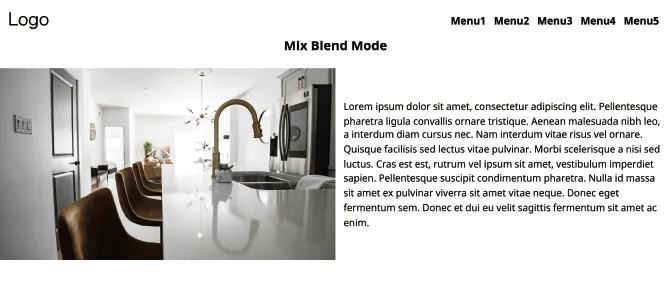 Logo
Menu1 Menu2 Menu3 Menu4 Menu5
Mix Blend Mode
Lorem ipsum dolor sit amet, consectetur adipiscing elit. Pellentesque
pharetra ligula convallis ornare tristique. Aenean malesuada nibh leo,
a interdum diam cursus nec. Nam interdum vitae risus vel ornare.
Quisque facilisis sed lectus vitae pulvinar. Morbi scelerisque a nisi sed
luctus. Cras est est, rutrum vel ipsum sit amet, vestibulum imperdiet
sapien. Pellentesque suscipit condimentum pharetra. Nulla id massa
sit amet ex pulvinar viverra sit amet vitae neque. Donec eget
fermentum sem. Donec et dui eu velit sagittis fermentum sit amet ac
enim.